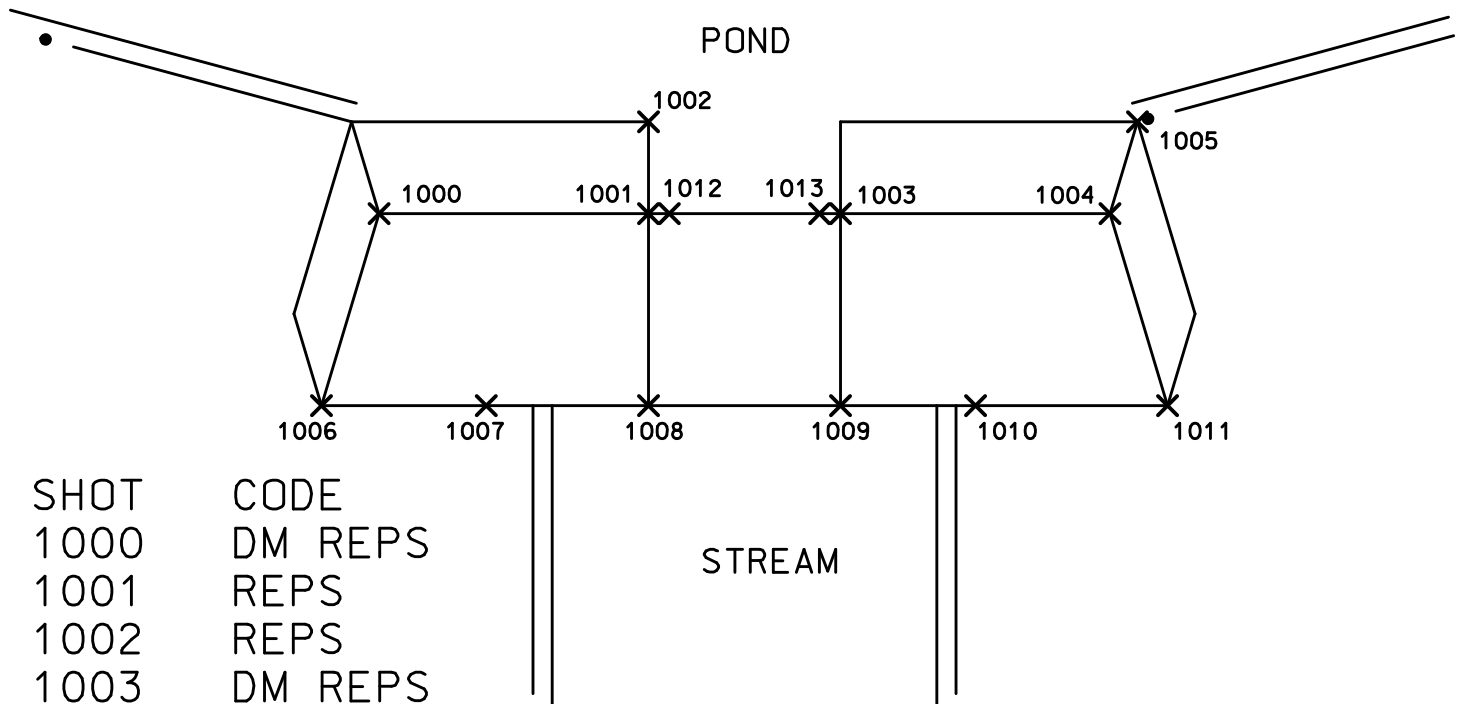 POND
1002
1005
1000 1001 1012 1013 1003 1004
1006 1007 1008 1009 1010 1011
STREAM
SHOT CODE
1000 DM REPS
1001 REPS
1002 REPS
1003 DM REPS